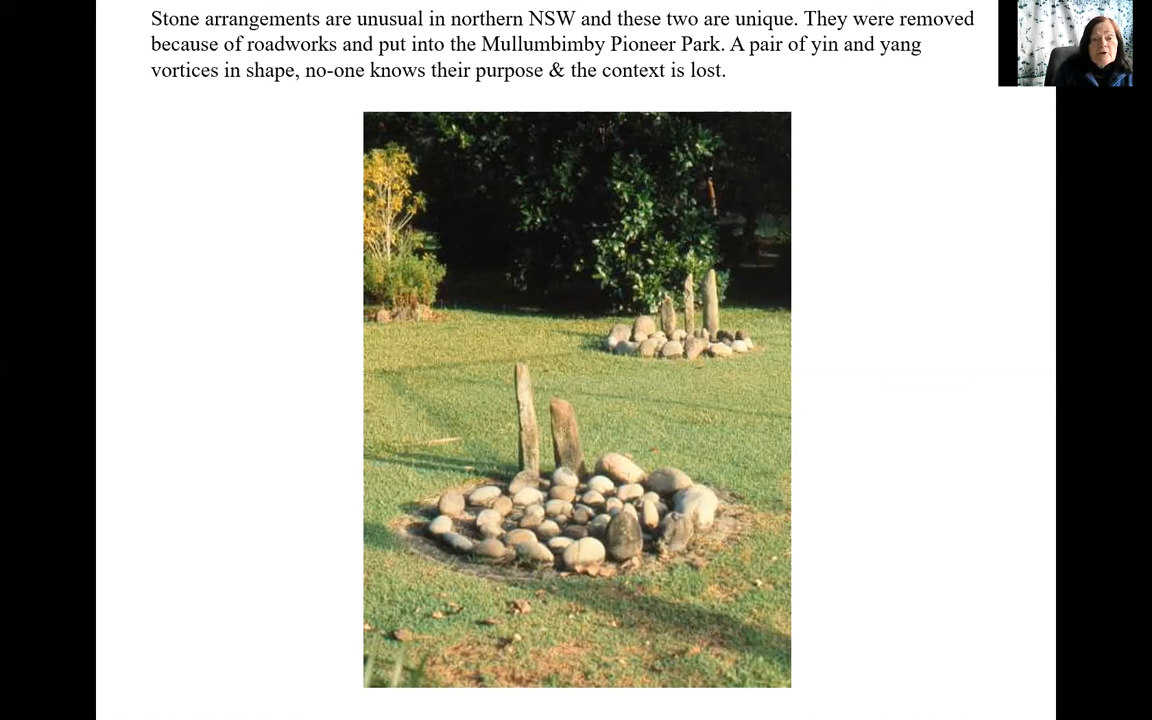 Stone arrangements are unusual in northern NSW and these two are unique. They were removed
because of roadworks and put into the Mullumbimby Pioneer Park. A pair of yin and yang
vortices in shape, no-one knows their purpose & the context is lost.